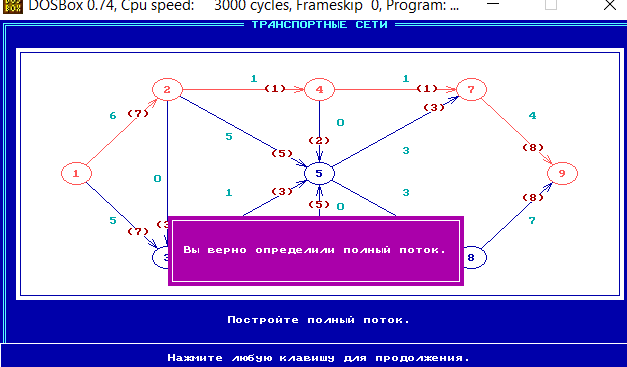 DOSBox 0.74, Cpu speed: 3000 cycles, Frameskip 0, Program: ...
ТРАНСПОРТНЫЕ СЕТИ
1 1
2 (1) 4 (1) 7
6 (7) (3) 4
5 0
(2)
(5) 3 (8)
1 0 5 9
5 1 (3) 3 (8)
(7) (5) 0 7
3 8
Вы верно определили полный поток.
Постройте полный поток.
Нажмите любую клавишу для продолжения.